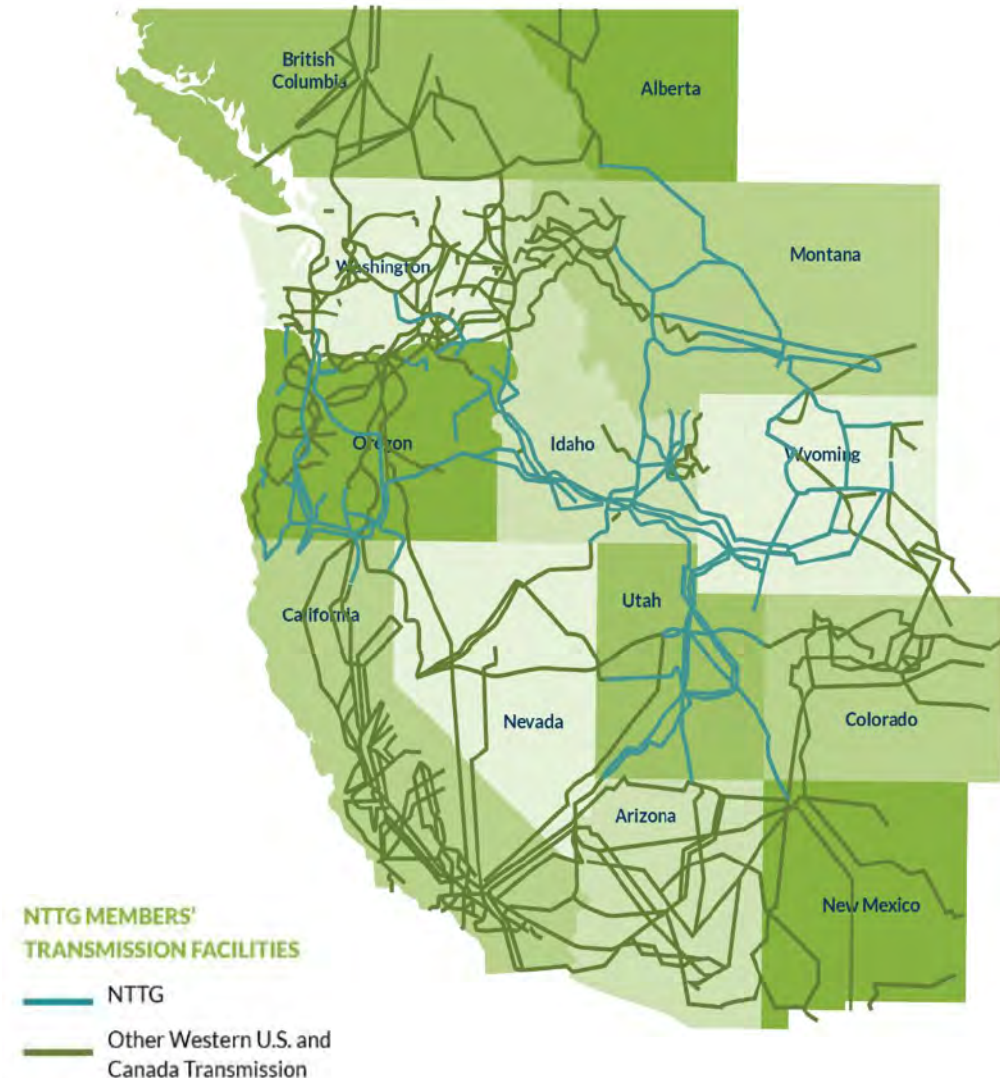 British
Columbia
Alberta
Washington
Montana
Oregon
Idaho
Wyoming
California
Utah
Nevada
Colorado
Arizona
New Mexico
NTTG MEMBERS'
TRANSMISSION FACILITIES
NTTG
Other Western U.S. and
Canada Transmission